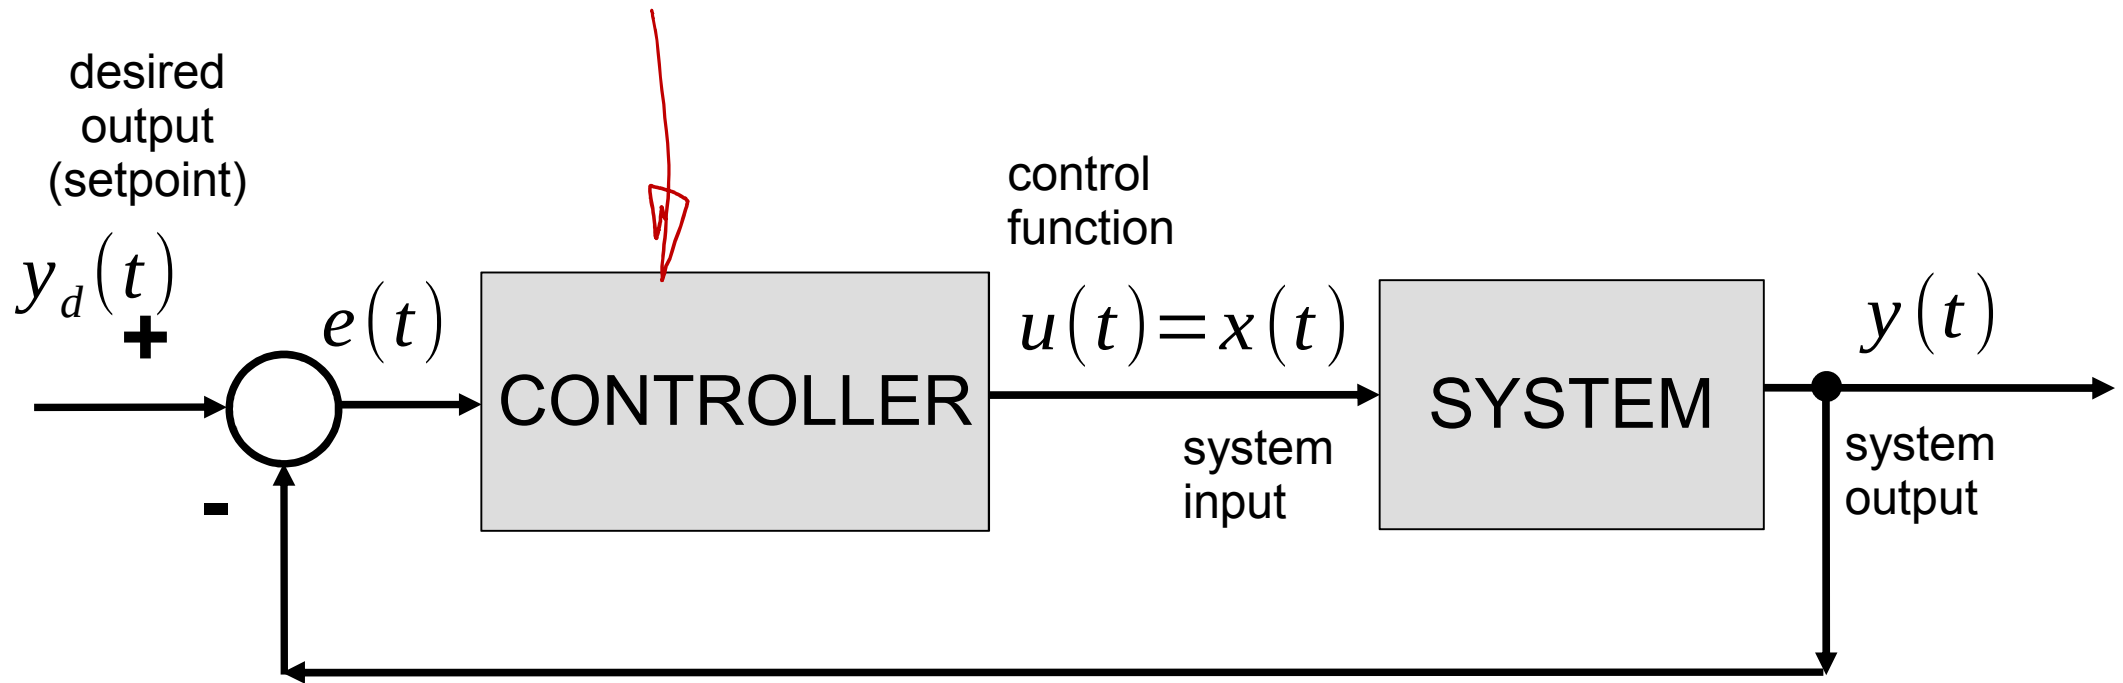 desired
output
(setpoint)
y_d(t)
+
e(t)
-
CONTROLLER
control
function
u(t)=x(t)
system
input
SYSTEM
y(t)
system
output